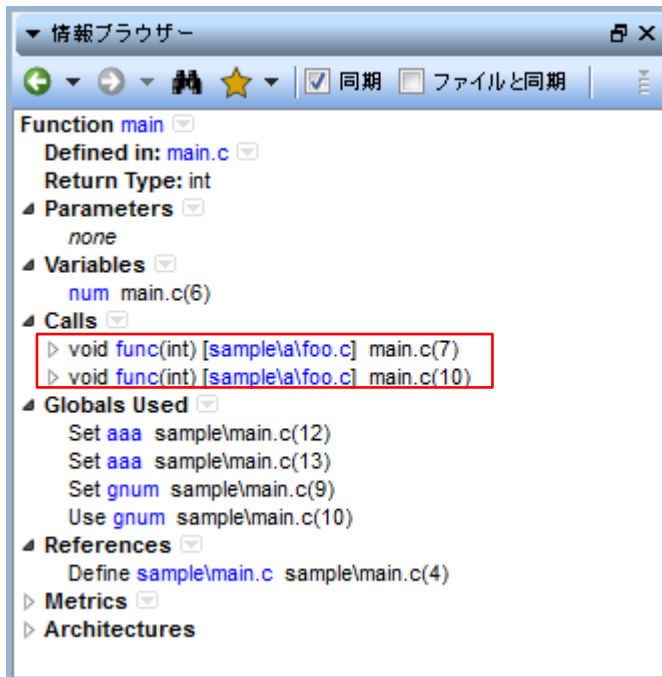 情報ブラウザー
同期 ファイルと同期
Function main
Defined in: main.c
Return Type: int
Parameters
none
Variables
num main.c(6)
Calls
void func(int) [sample\a\foo.c] main.c(7)
void func(int) [sample\a\foo.c] main.c(10)
Globals Used
Set aaa sample\main.c(12)
Set aaa sample\main.c(13)
Set gnum sample\main.c(9)
Use gnum sample\main.c(10)
References
Define sample\main.c sample\main.c(4)
Metrics
Architectures